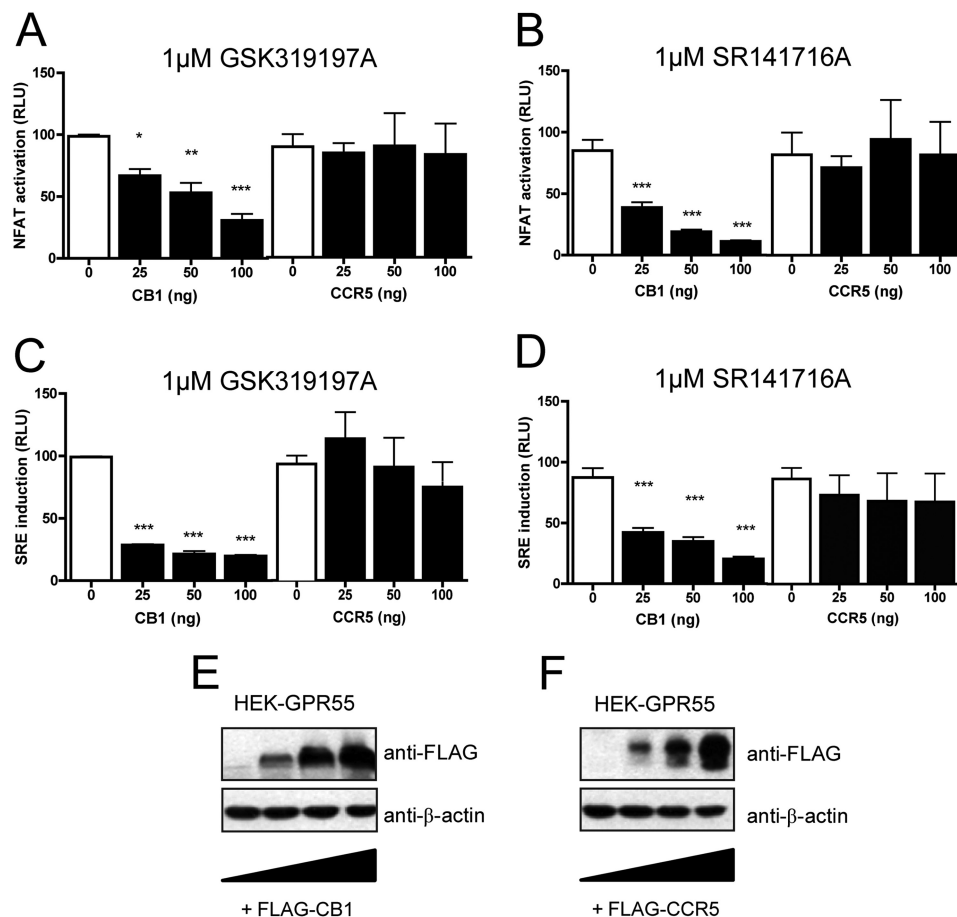 A
1µM GSK319197A
NFAT activation (RLU)
150
100
50
0
*
**
***
0 25 50 100 0 25 50 100
CB1 (ng) CCR5 (ng)
B
1µM SR141716A
NFAT activation (RLU)
150
100
50
0
***
***
***
0 25 50 100 0 25 50 100
CB1 (ng) CCR5 (ng)
C
1µM GSK319197A
SRE induction (RLU)
150
100
50
0
*** *** ***
0 25 50 100 0 25 50 100
CB1 (ng) CCR5 (ng)
D
1µM SR141716A
SRE induction (RLU)
150
100
50
0
***
***
***
0 25 50 100 0 25 50 100
CB1 (ng) CCR5 (ng)
E
HEK-GPR55
anti-FLAG
anti-β-actin
+ FLAG-CB1
F
HEK-GPR55
anti-FLAG
anti-β-actin
+ FLAG-CCR5